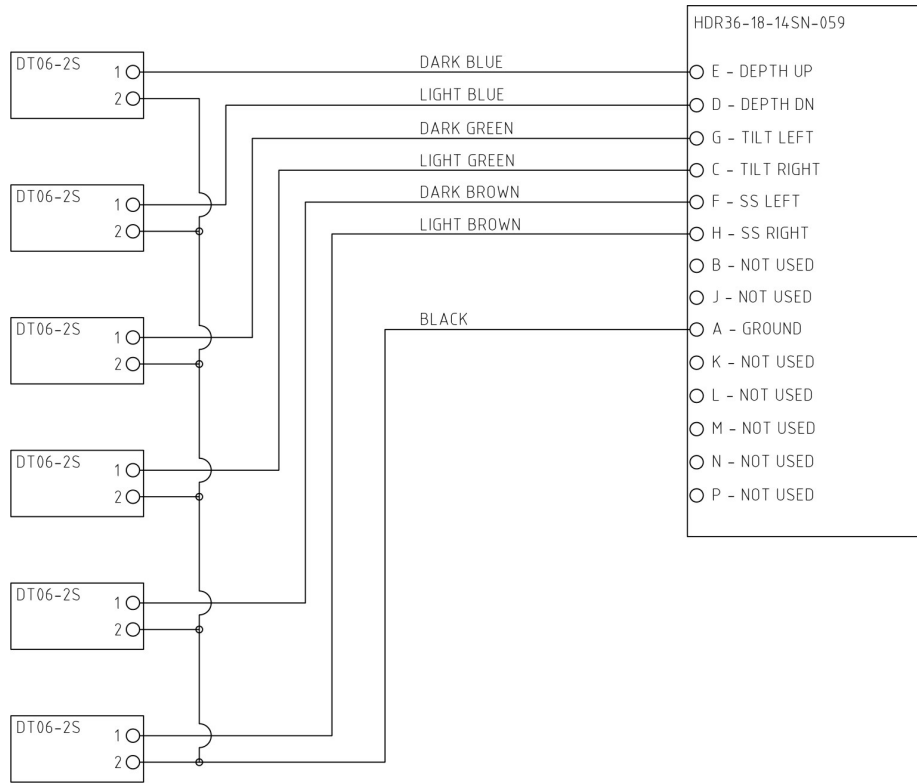 HDR36-18-14SN-059
DT06-2S
1
2
DARK BLUE
E - DEPTH UP
LIGHT BLUE
D - DEPTH DN
DARK GREEN
G - TILT LEFT
LIGHT GREEN
C - TILT RIGHT
DARK BROWN
F - SS LEFT
LIGHT BROWN
H - SS RIGHT
B - NOT USED
J - NOT USED
BLACK
A - GROUND
K - NOT USED
L - NOT USED
M - NOT USED
N - NOT USED
P - NOT USED
DT06-2S
1
2
DT06-2S
1
2
DT06-2S
1
2
DT06-2S
1
2
DT06-2S
1
2